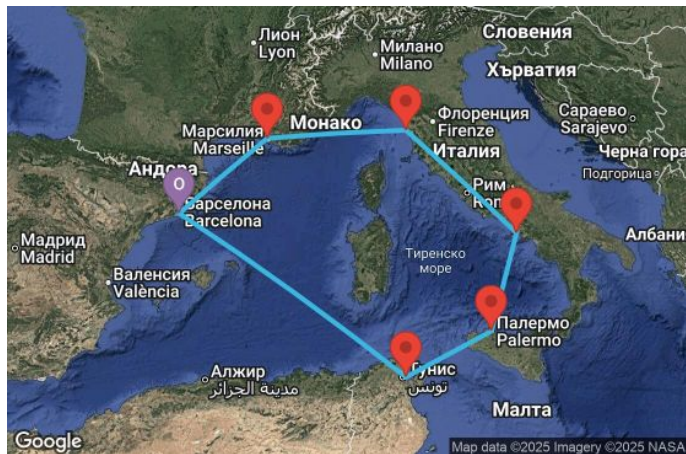 Лион
Lyon
Милано
Milano
Словения
Хърватия
Марсилия
Marseille
Монако
Флоренция
Firenze
Италия
Сараево
Sarajevo
Черна гора
Подгорица
Андора
O
Барселона
Barcelona
Рим
Мадрид
Madrid
Валенсия
València
Тиренско
море
Албани
Палермо
Palermo
Тунис
تونس
Алжир
مدينة الجزائر
Малта
Google
Map data ©2025 Imagery ©2025 NASA